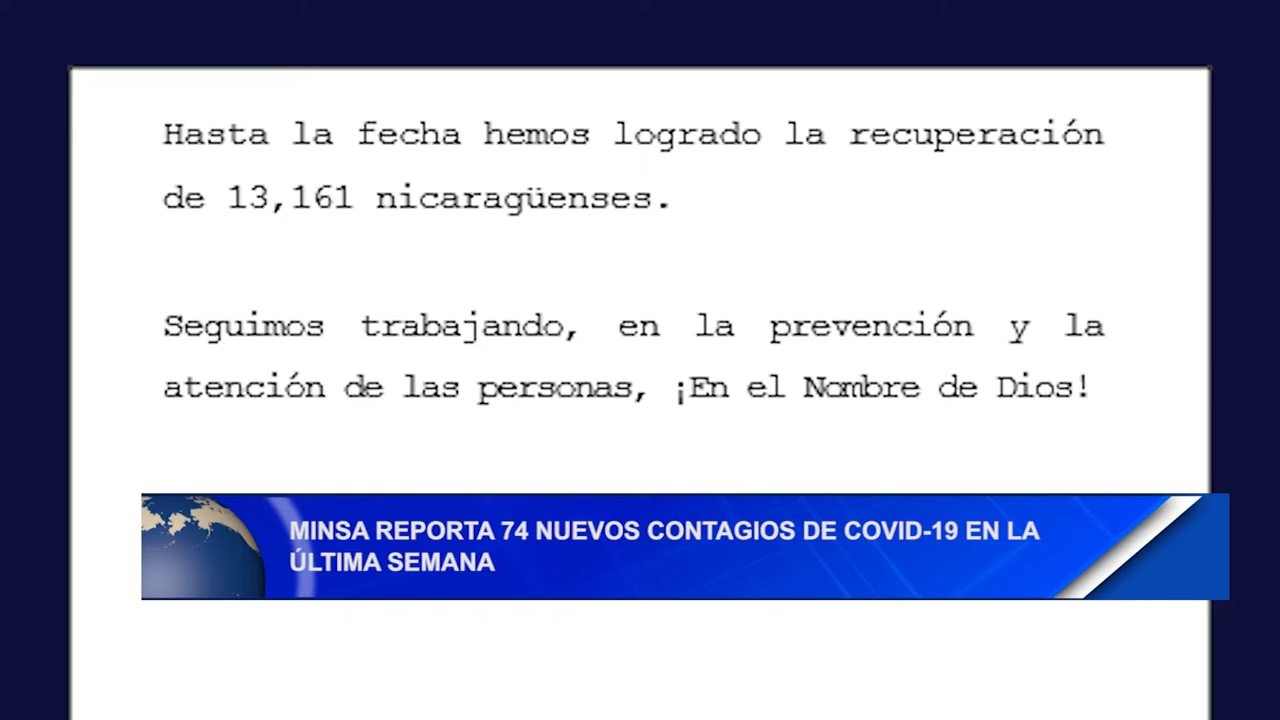 Hasta la fecha hemos logrado la recuperación
de 13,161 nicaragüenses.
Seguimos trabajando, en la prevención y la
atención de las personas, ¡En el Nombre de Dios!
MINSA REPORTA 74 NUEVOS CONTAGIOS DE COVID-19 EN LA
ÚLTIMA SEMANA